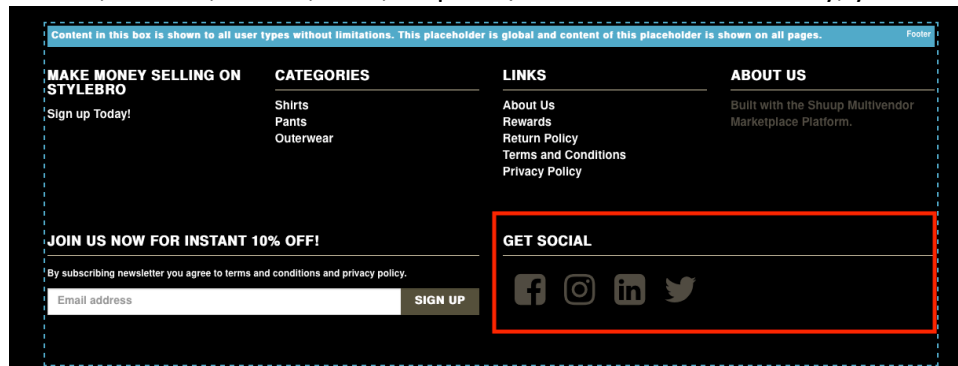 Content in this box is shown to all user types without limitations. This placeholder is global and content of this placeholder is shown on all pages.
Footer
MAKE MONEY SELLING ON
STYLEBRO
Sign up Today!
CATEGORIES
Shirts
Pants
Outerwear
LINKS
About Us
Rewards
Return Policy
Terms and Conditions
Privacy Policy
ABOUT US
Built with the Shuup Multivendor
Marketplace Platform.
JOIN US NOW FOR INSTANT 10% OFF!
By subscribing newsletter you agree to terms and conditions and privacy policy.
Email address
SIGN UP
GET SOCIAL